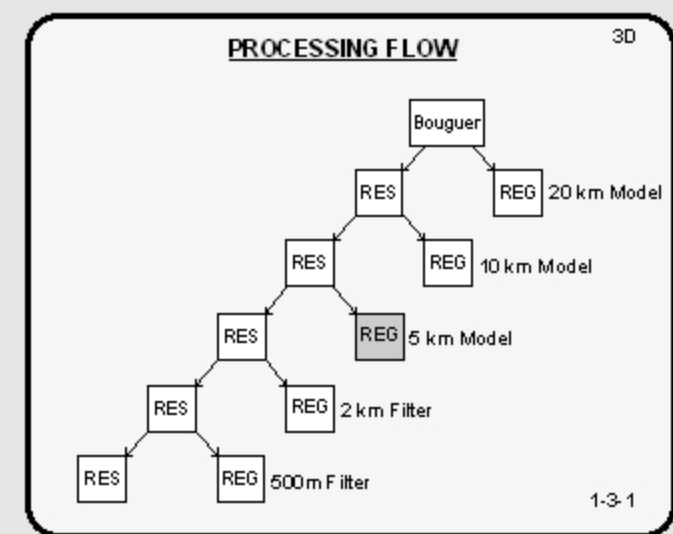 PROCESSING FLOW
3D
Bouguer
RES
REG 20 km Model
RES
REG 10 km Model
RES
REG 5 km Model
RES
REG 2 km Filter
RES
REG 500m Filter
1-3-1